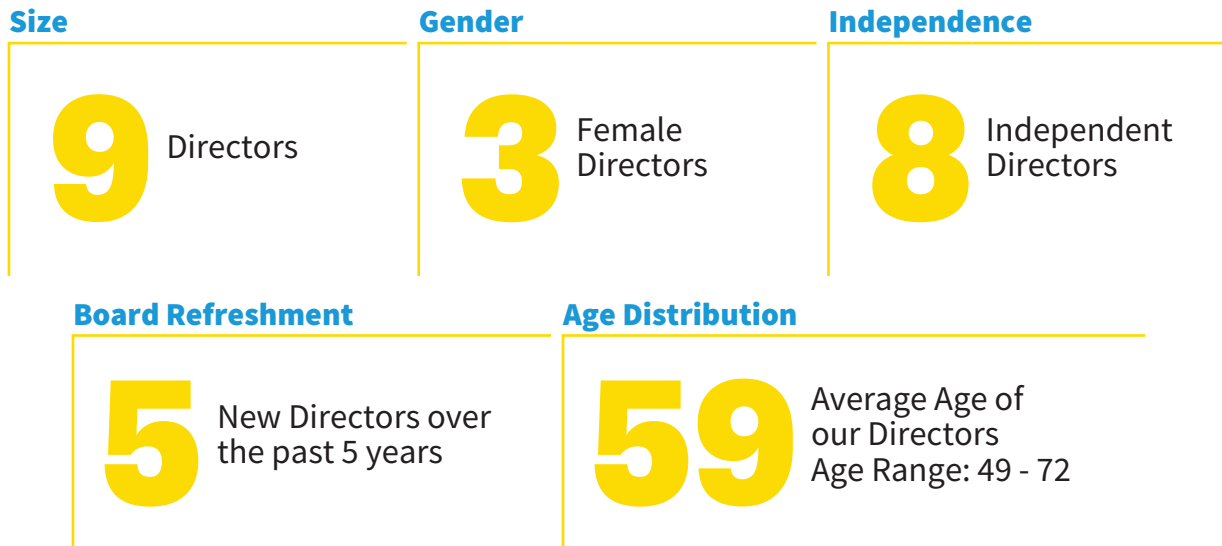 Size
9
Directors
Gender
3
Female
Directors
Independence
8
Independent
Directors
Board Refreshment
5
New Directors over
the past 5 years
Age Distribution
59
Average Age of
our Directors
Age Range: 49 - 72